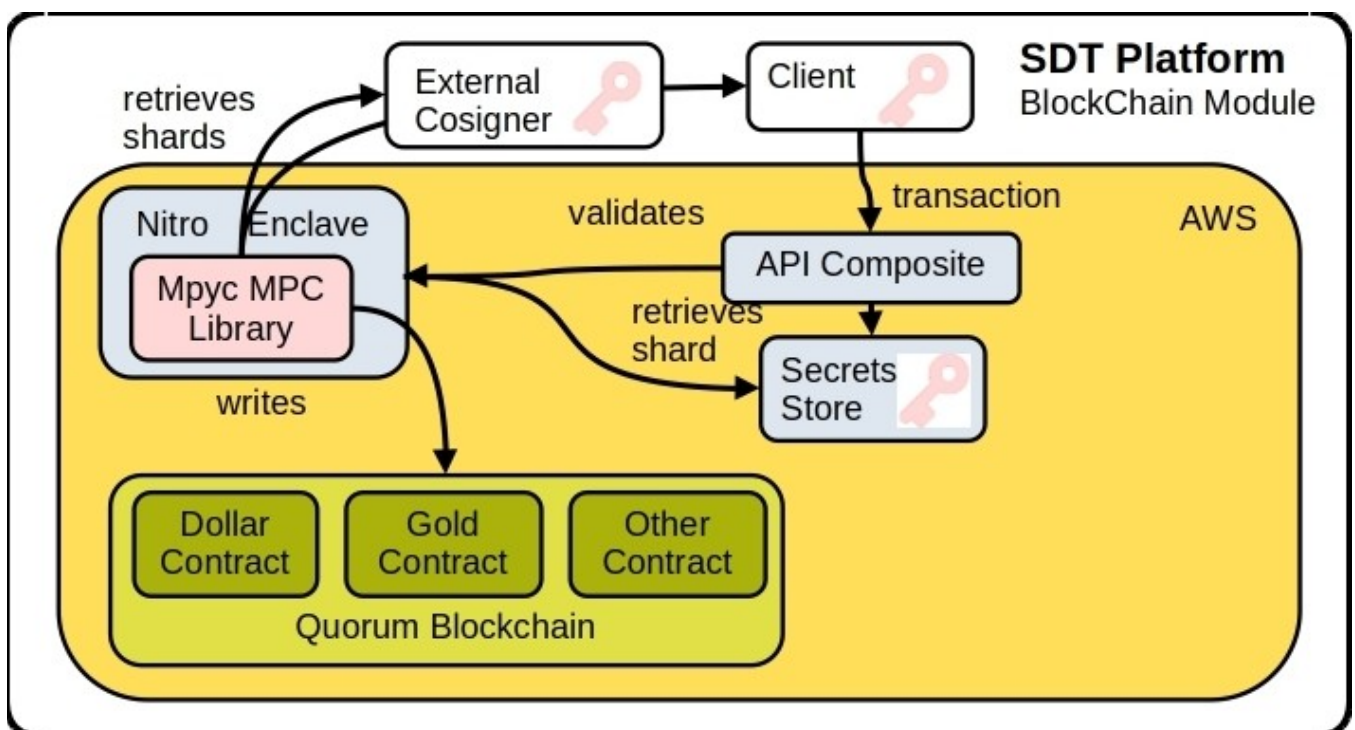 SDT Platform
BlockChain Module
External
Cosigner
Client
retrieves
shards
transaction
AWS
Nitro Enclave
validates
API Composite
Mpyc MPC
Library
retrieves
shard
Secrets
Store
writes
Dollar
Contract
Gold
Contract
Other
Contract
Quorum Blockchain